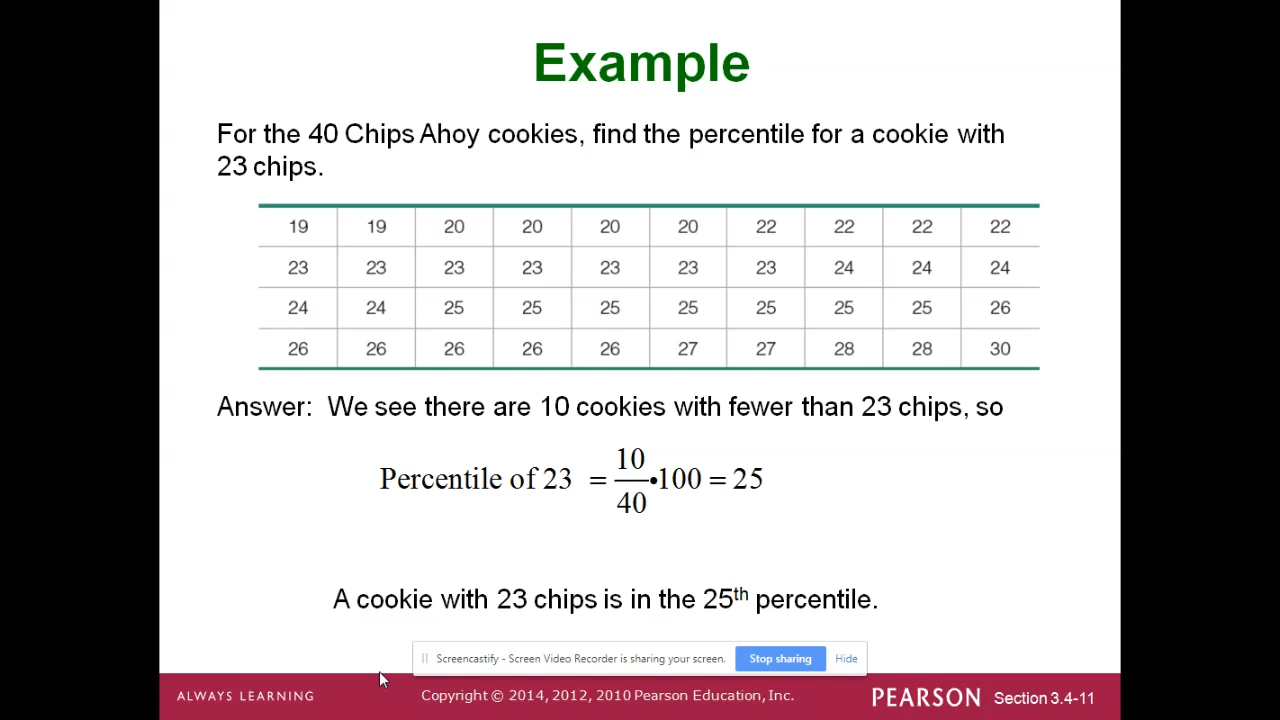 Example
For the 40 Chips Ahoy cookies, find the percentile for a cookie with
23 chips.
19 19 20 20 20 20 22 22 22 22
23 23 23 23 23 23 23 24 24 24
24 24 25 25 25 25 25 25 25 26
26 26 26 26 26 27 27 28 28 30
Answer: We see there are 10 cookies with fewer than 23 chips, so
Percentile of 23 = 10/40 •100 = 25
A cookie with 23 chips is in the 25th percentile.
Screencastify - Screen Video Recorder is sharing your screen. Stop sharing Hide
ALWAYS LEARNING Copyright © 2014, 2012, 2010 Pearson Education, Inc. PEARSON Section 3.4-11